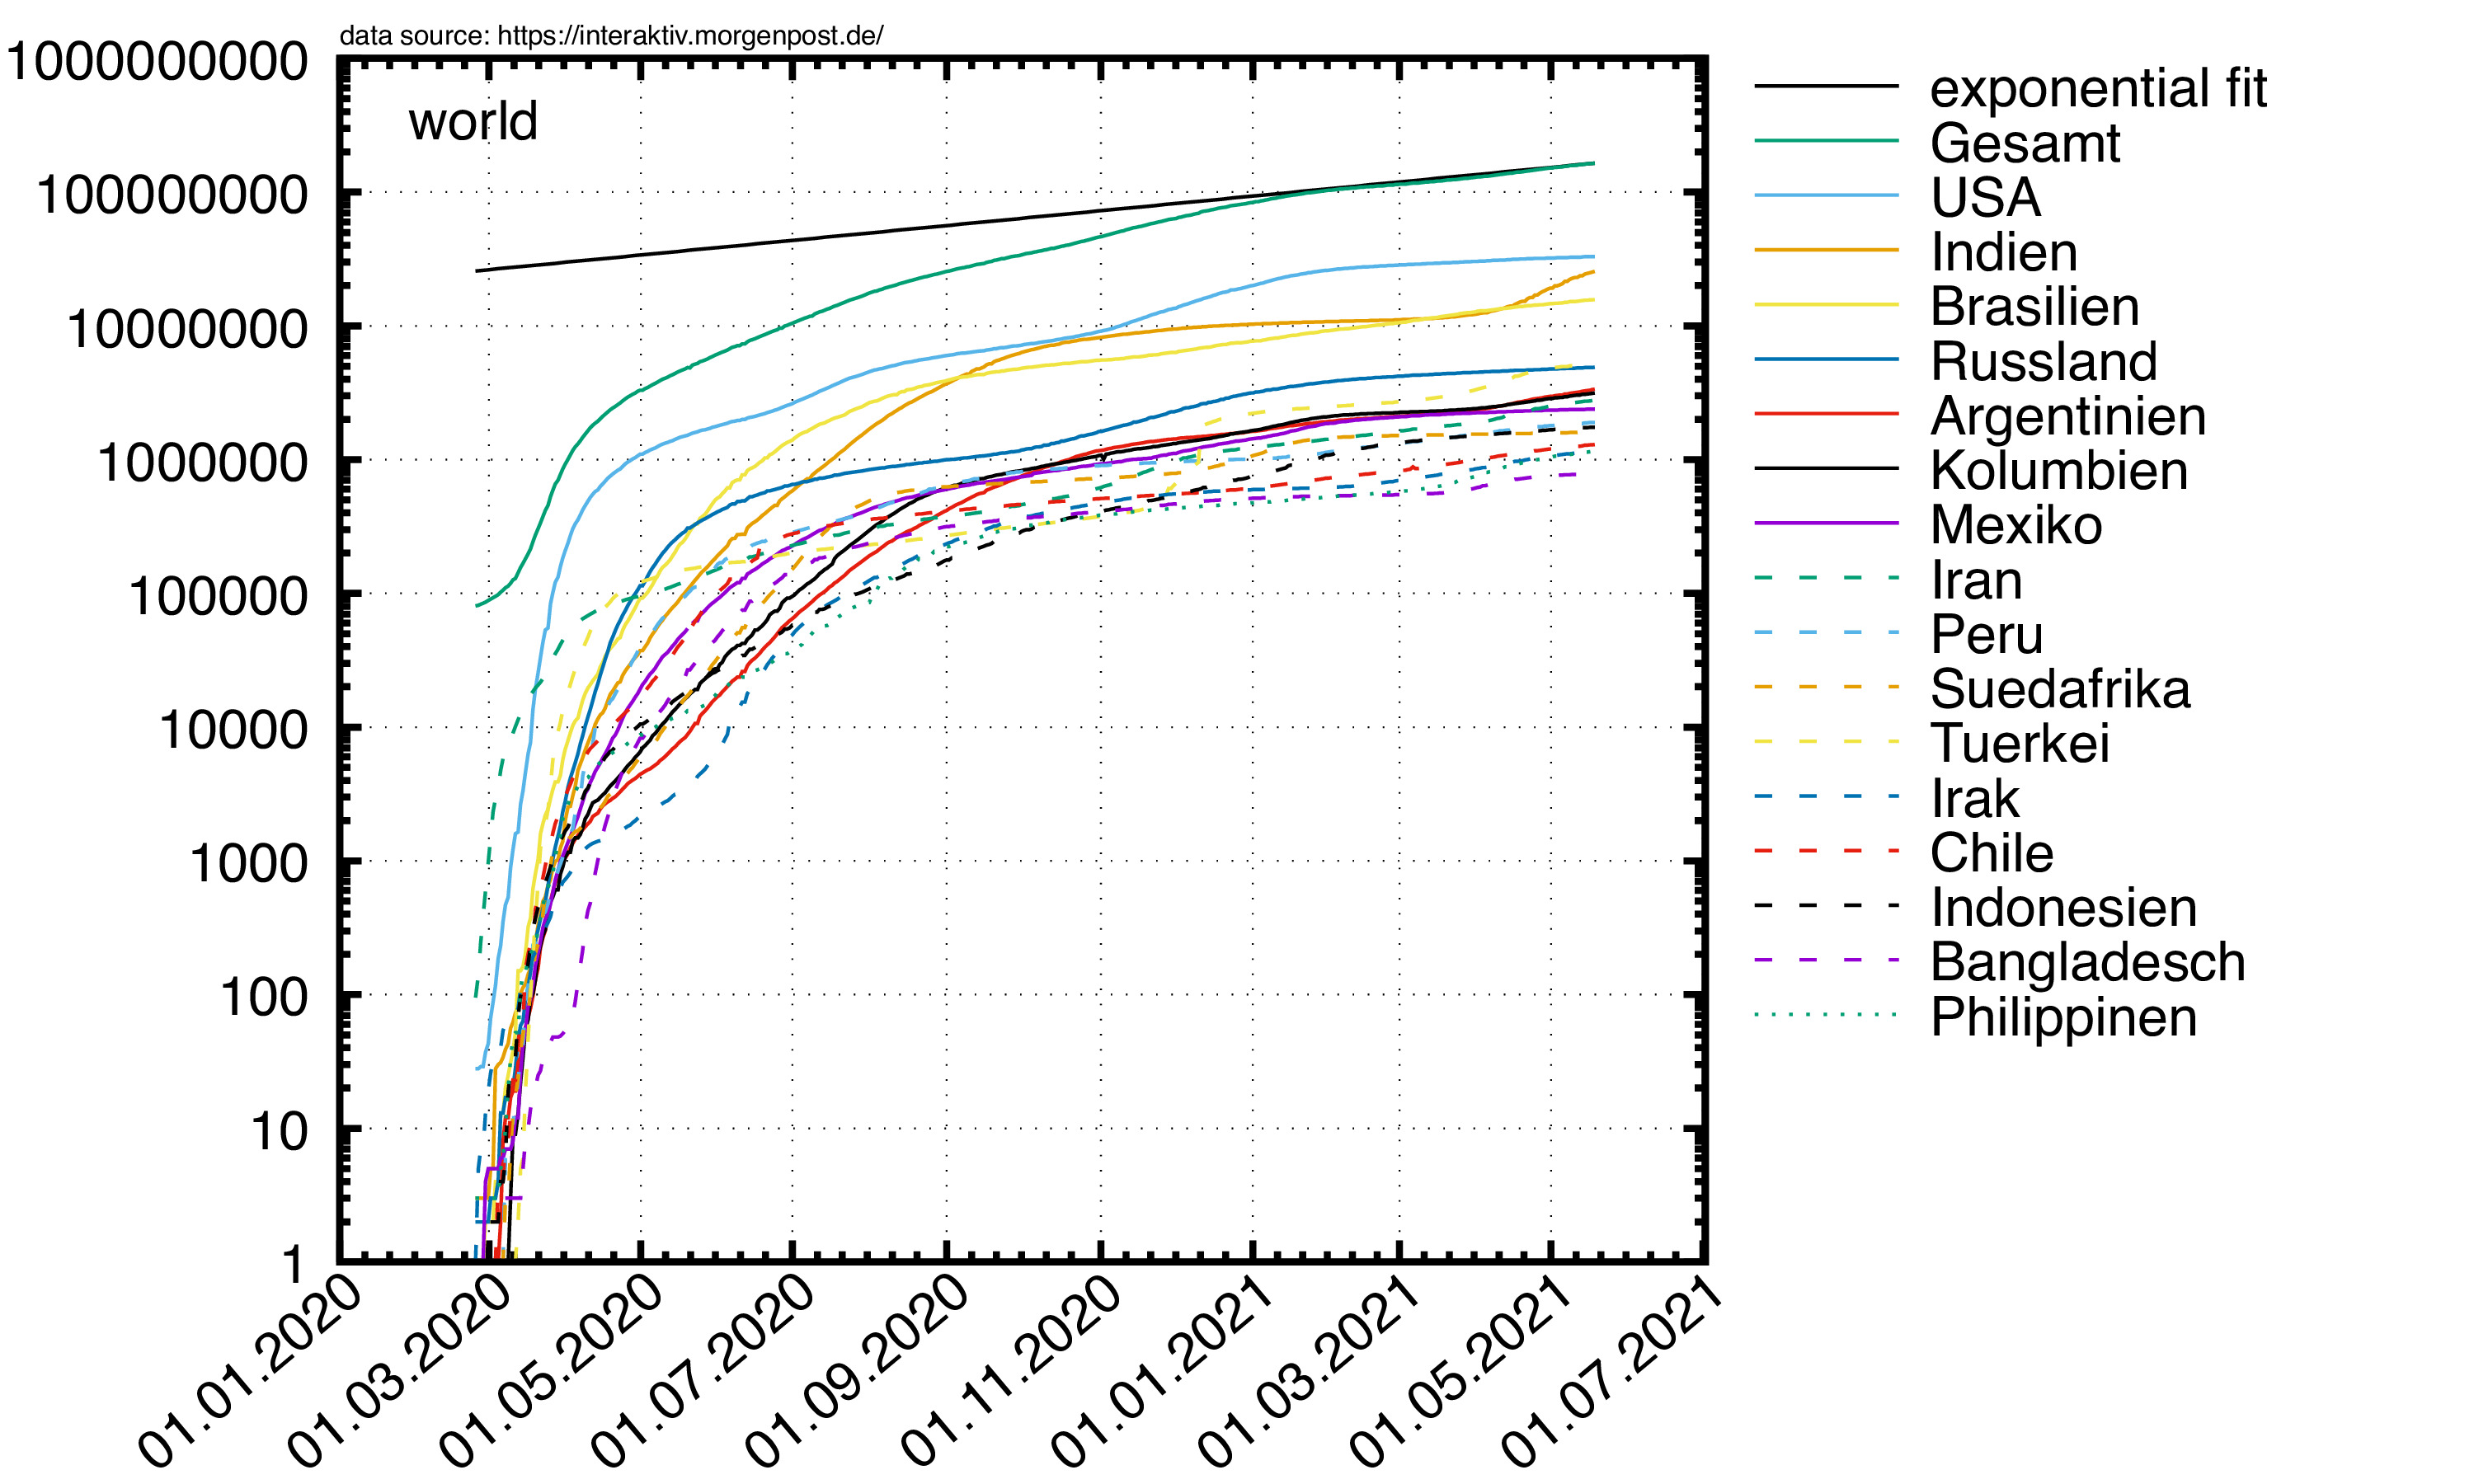 data source: https://interaktiv.morgenpost.de/
world
1000000000
100000000
10000000
1000000
100000
10000
1000
100
10
1
01.01.2020
01.03.2020
01.05.2020
01.07.2020
01.09.2020
01.11.2020
01.01.2021
01.03.2021
01.05.2021
01.07.2021
exponential fit
Gesamt
USA
Indien
Brasilien
Russland
Argentinien
Kolumbien
Mexiko
Iran
Peru
Suedafrika
Tuerkei
Irak
Chile
Indonesien
Bangladesch
Philippinen